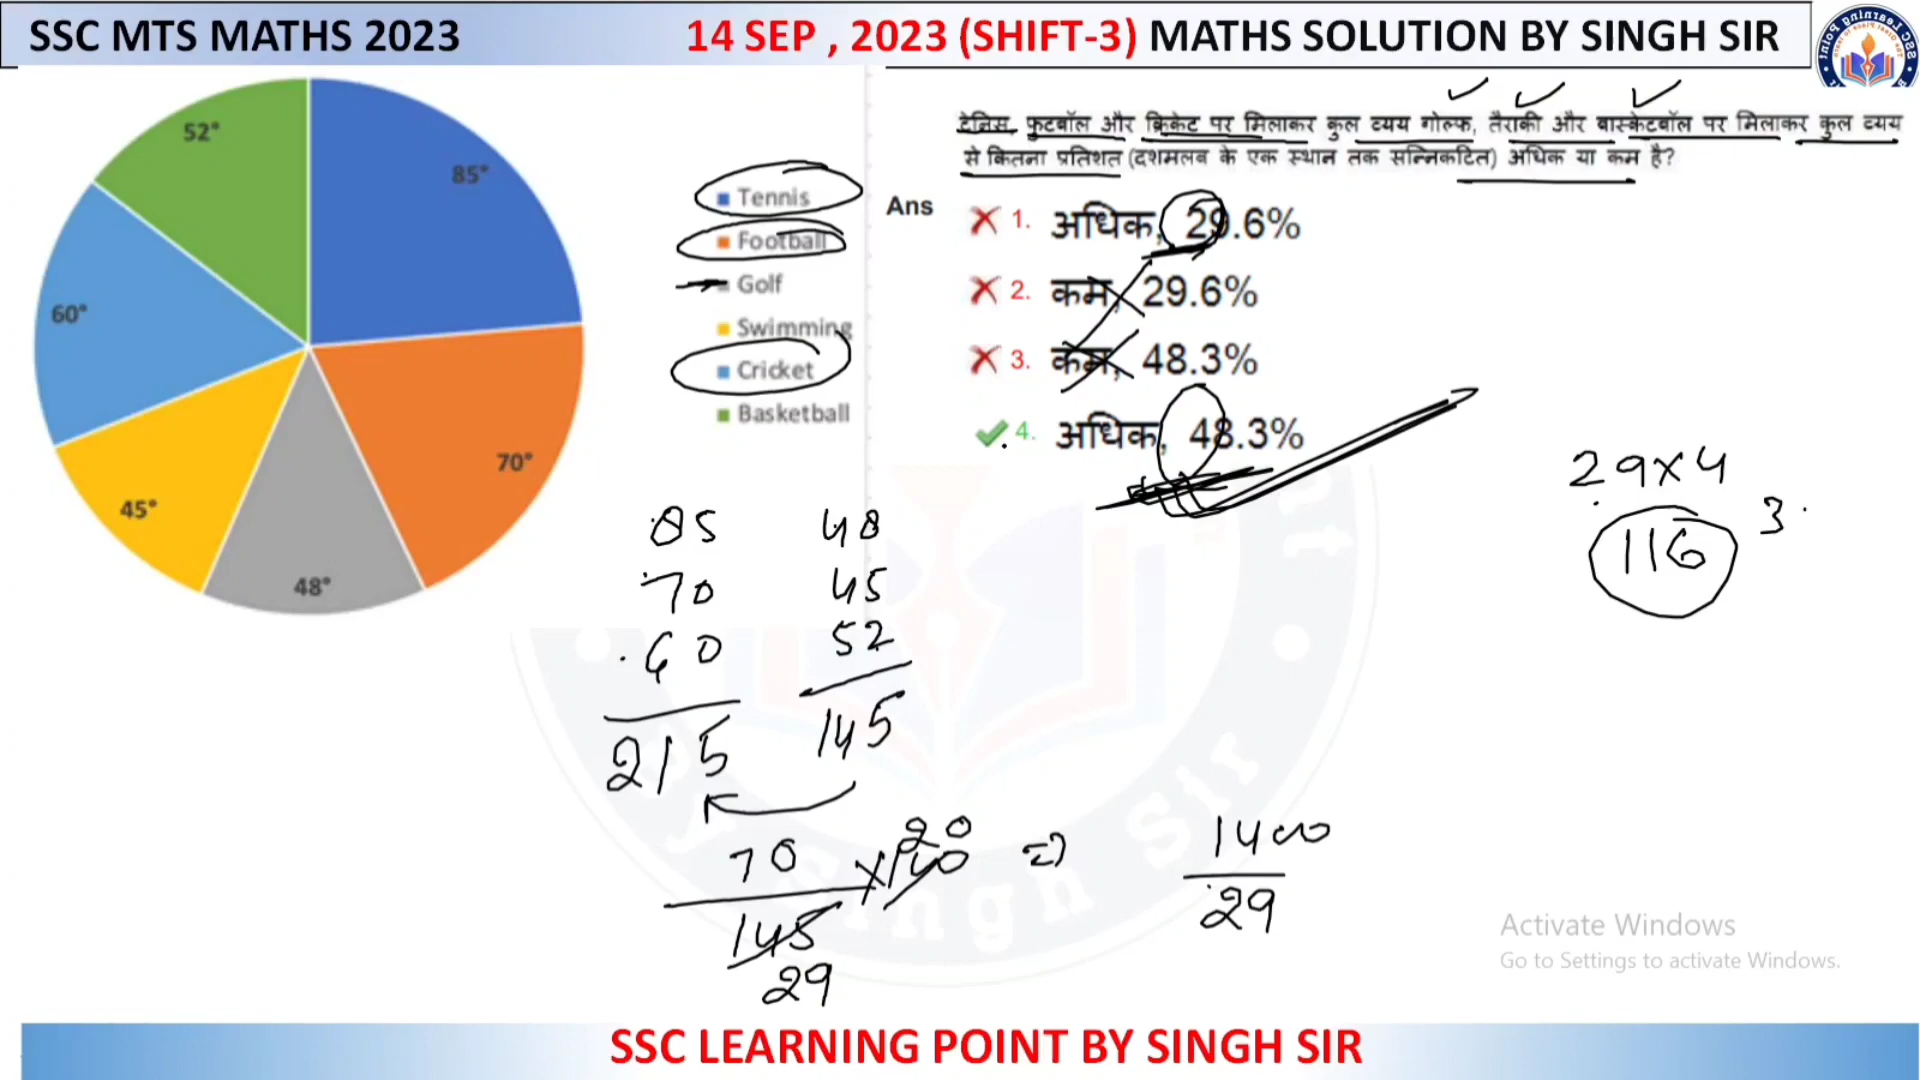 SSC MTS MATHS 2023
14 SEP , 2023 (SHIFT-3) MATHS SOLUTION BY SINGH SIR
टेनिस, फुटबॉल और क्रिकेट पर मिलाकर कुल व्यय गोल्फ, तैराकी और बास्केटबॉल पर मिलाकर कुल व्यय
से कितना प्रतिशत (दशमलव के एक स्थान तक सन्निकटित) अधिक या कम है?
52°
85°
60°
70°
45°
48°
Tennis
Football
Golf
Swimming
Cricket
Basketball
Ans
1. अधिक, 29.6%
2. कम, 29.6%
3. कम, 48.3%
4. अधिक, 48.3%
85 48
70 45
60 52
215 145
70
145
29
×100
20
⇒
1400
29
29×4
116 3
Activate Windows
Go to Settings to activate Windows.
SSC LEARNING POINT BY SINGH SIR